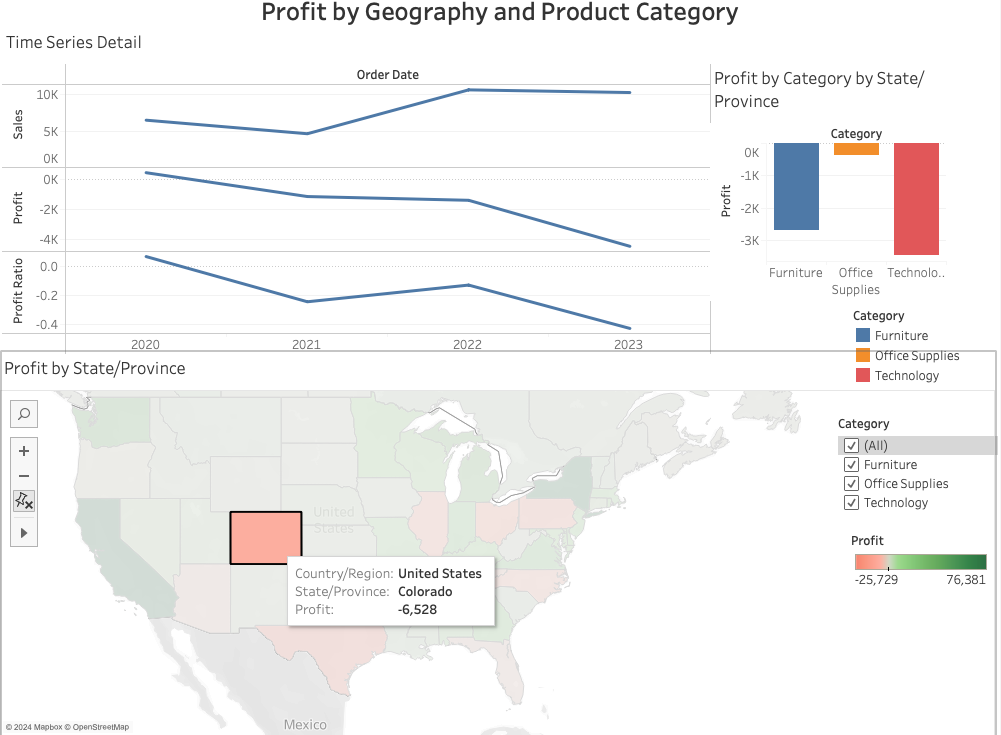 Profit by Geography and Product Category
Time Series Detail
Order Date
Sales
10K
5K
0K
Profit
0K
-2K
-4K
Profit Ratio
0.0
-0.2
-0.4
2020
2021
2022
2023
Profit by Category by State/
Province
Category
Profit
0K
-1K
-2K
-3K
Furniture
Office
Supplies
Technolo..
Category
Furniture
Office Supplies
Technology
Profit by State/Province
United
States
Country/Region: United States
State/Province: Colorado
Profit: -6,528
Mexico
© 2024 Mapbox © OpenStreetMap
Category
(All)
Furniture
Office Supplies
Technology
Profit
-25,729
76,381